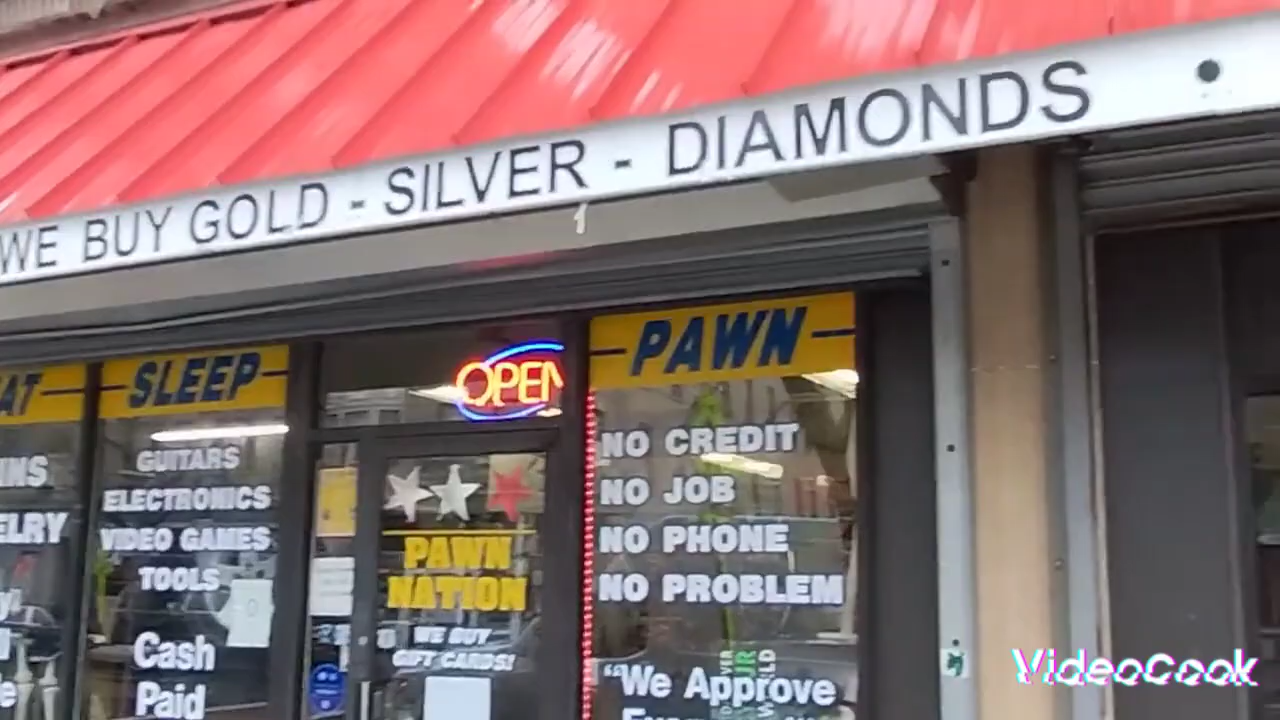 WE BUY GOLD - SILVER - DIAMONDS
SLEEP
GUITARS
ELECTRONICS
VIDEO GAMES
TOOLS
Cash
Paid
OPEN
PAWN
NATION
WE BUY
GIFT CARDS!
PAWN
NO CREDIT
NO JOB
NO PHONE
NO PROBLEM
"We Approve
VideoCook